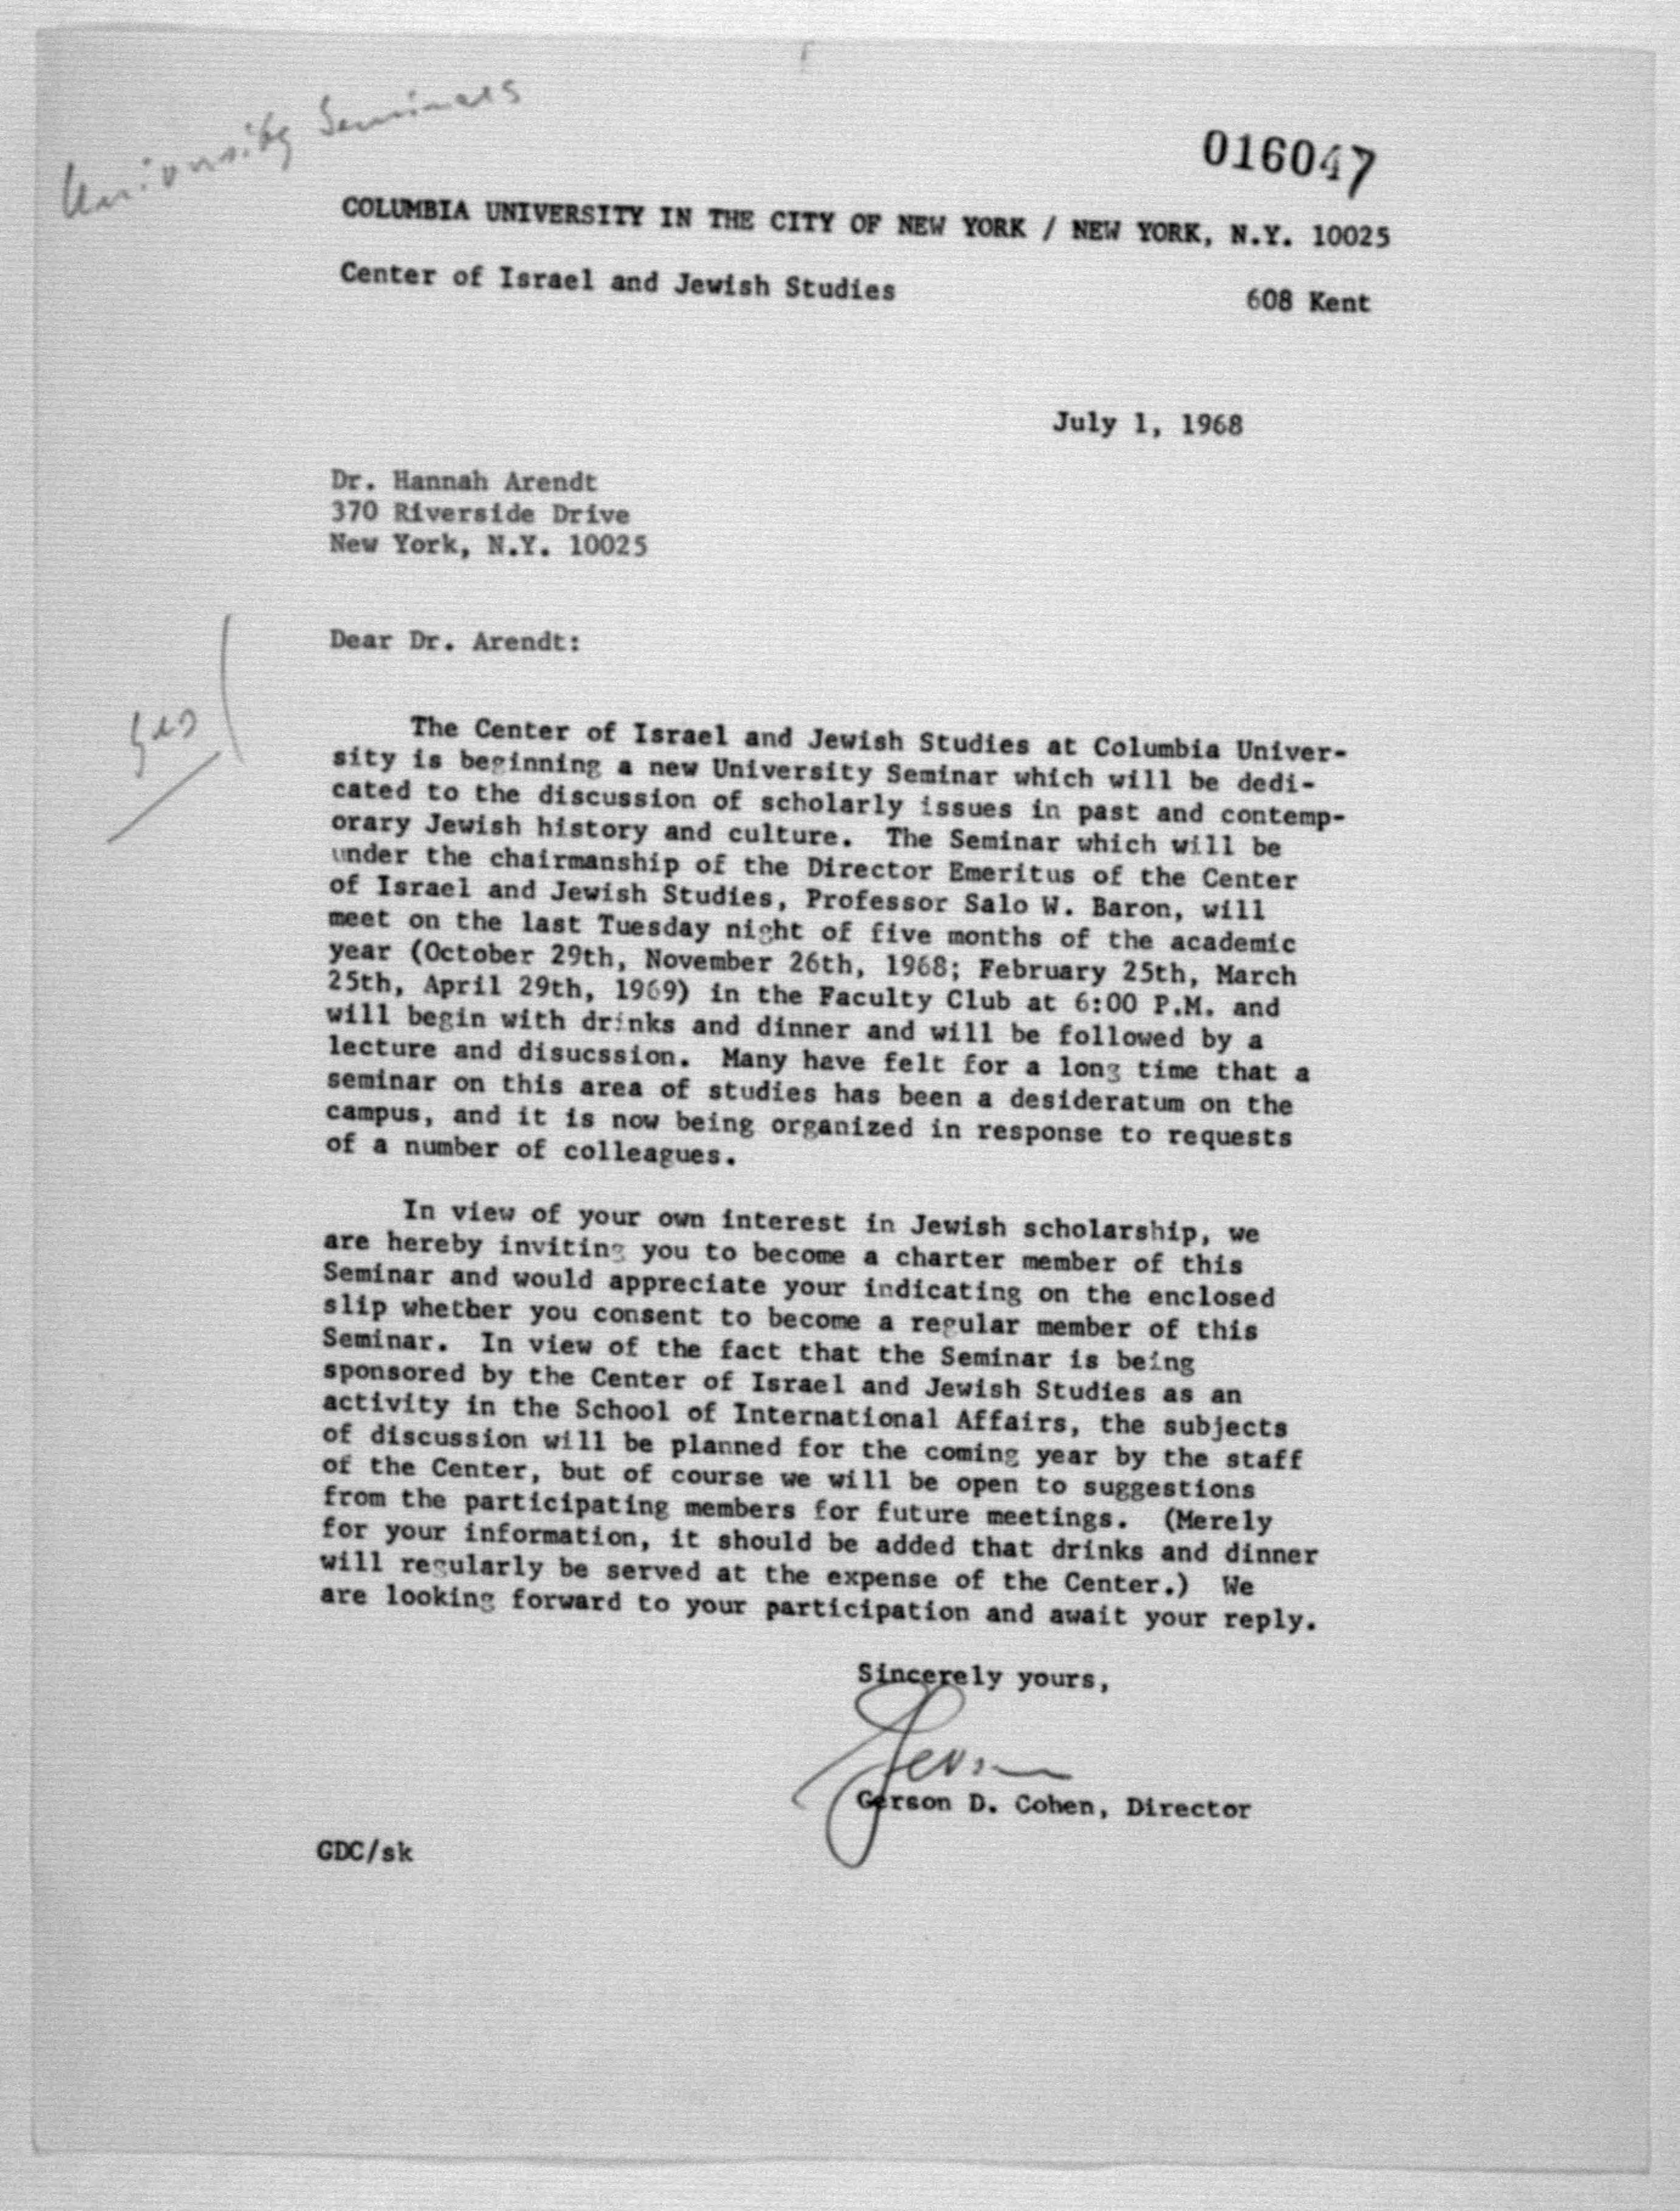 University Seminars
016047
COLUMBIA UNIVERSITY IN THE CITY OF NEW YORK / NEW YORK, N.Y. 10025
Center of Israel and Jewish Studies 608 Kent
July 1, 1968
Dr. Hannah Arendt
370 Riverside Drive
New York, N.Y. 10025
Dear Dr. Arendt:
yes
The Center of Israel and Jewish Studies at Columbia Univer-
sity is beginning a new University Seminar which will be dedi-
cated to the discussion of scholarly issues in past and contemp-
orary Jewish history and culture. The Seminar which will be
under the chairmanship of the Director Emeritus of the Center
of Israel and Jewish Studies, Professor Salo W. Baron, will
meet on the last Tuesday night of five months of the academic
year (October 29th, November 26th, 1968; February 25th, March
25th, April 29th, 1969) in the Faculty Club at 6:00 P.M. and
will begin with drinks and dinner and will be followed by a
lecture and disucssion. Many have felt for a long time that a
seminar on this area of studies has been a desideratum on the
campus, and it is now being organized in response to requests
of a number of colleagues.
In view of your own interest in Jewish scholarship, we
are hereby inviting you to become a charter member of this
Seminar and would appreciate your indicating on the enclosed
slip whether you consent to become a regular member of this
Seminar. In view of the fact that the Seminar is being
sponsored by the Center of Israel and Jewish Studies as an
activity in the School of International Affairs, the subjects
of discussion will be planned for the coming year by the staff
of the Center, but of course we will be open to suggestions
from the participating members for future meetings. (Merely
for your information, it should be added that drinks and dinner
will regularly be served at the expense of the Center.) We
are looking forward to your participation and await your reply.
Sincerely yours,
Gerson
Gerson D. Cohen, Director
GDC/sk